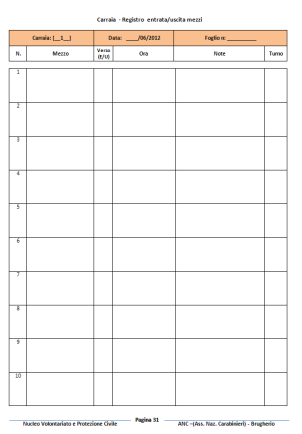 Carraia - Registro entrata/uscita mezzi
Carraia: (__1__) Data: ____/06/2012 Foglio n: _________
N. Mezzo Verso (E/U) Ora Note Turno
1
2
3
4
5
6
7
8
9
10
Pagina 31
Nucleo Volontariato e Protezione Civile ANC –(Ass. Naz. Carabinieri) - Brugherio